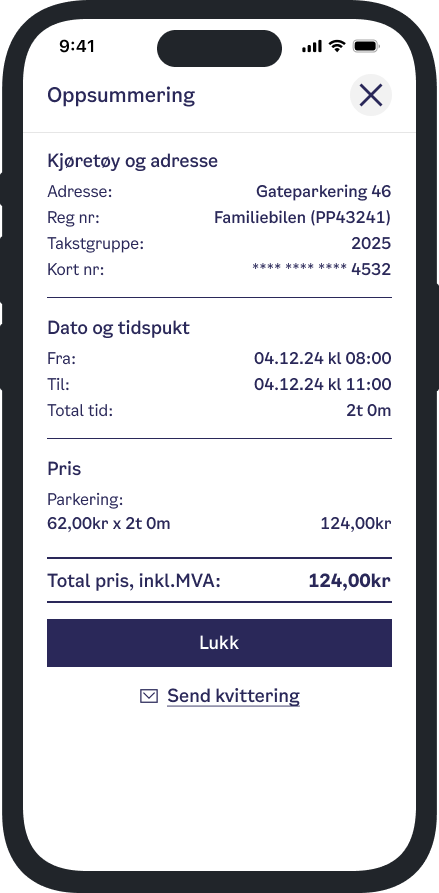 9:41
Oppsummering
Kjøretøy og adresse
Adresse: Gateparkering 46
Reg nr: Familiebilen (PP43241)
Takstgruppe: 2025
Kort nr: **** **** **** 4532
Dato og tidspukt
Fra: 04.12.24 kl 08:00
Til: 04.12.24 kl 11:00
Total tid: 2t 0m
Pris
Parkering:
62,00kr x 2t 0m 124,00kr
Total pris, inkl.MVA: 124,00kr
Lukk
Send kvittering